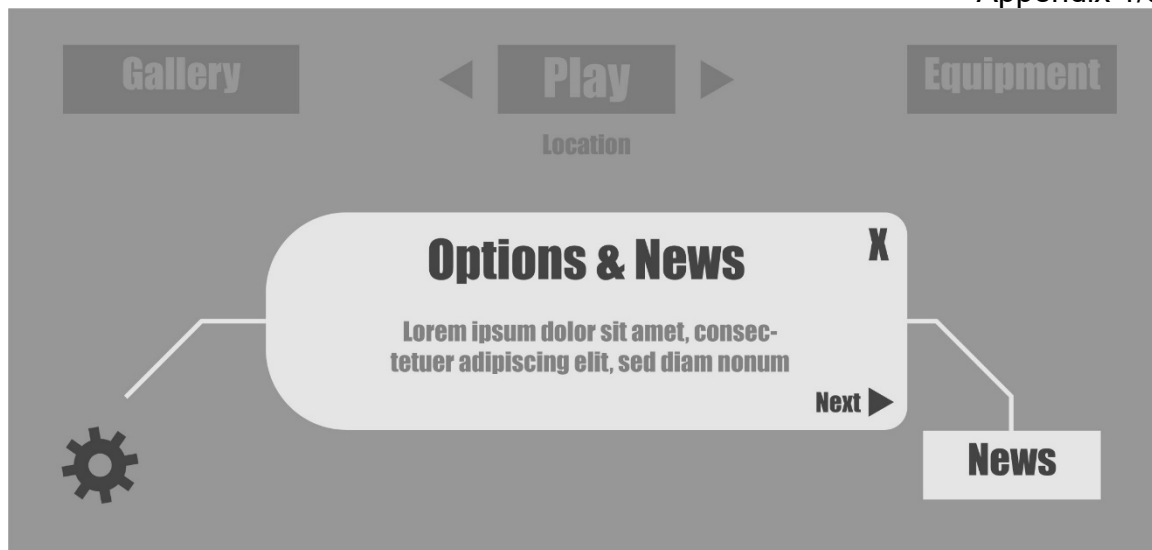 Gallery
Play
Equipment
Location
Options & News
X
Lorem ipsum dolor sit amet, consec-
tetuer adipiscing elit, sed diam nonum
Next
News